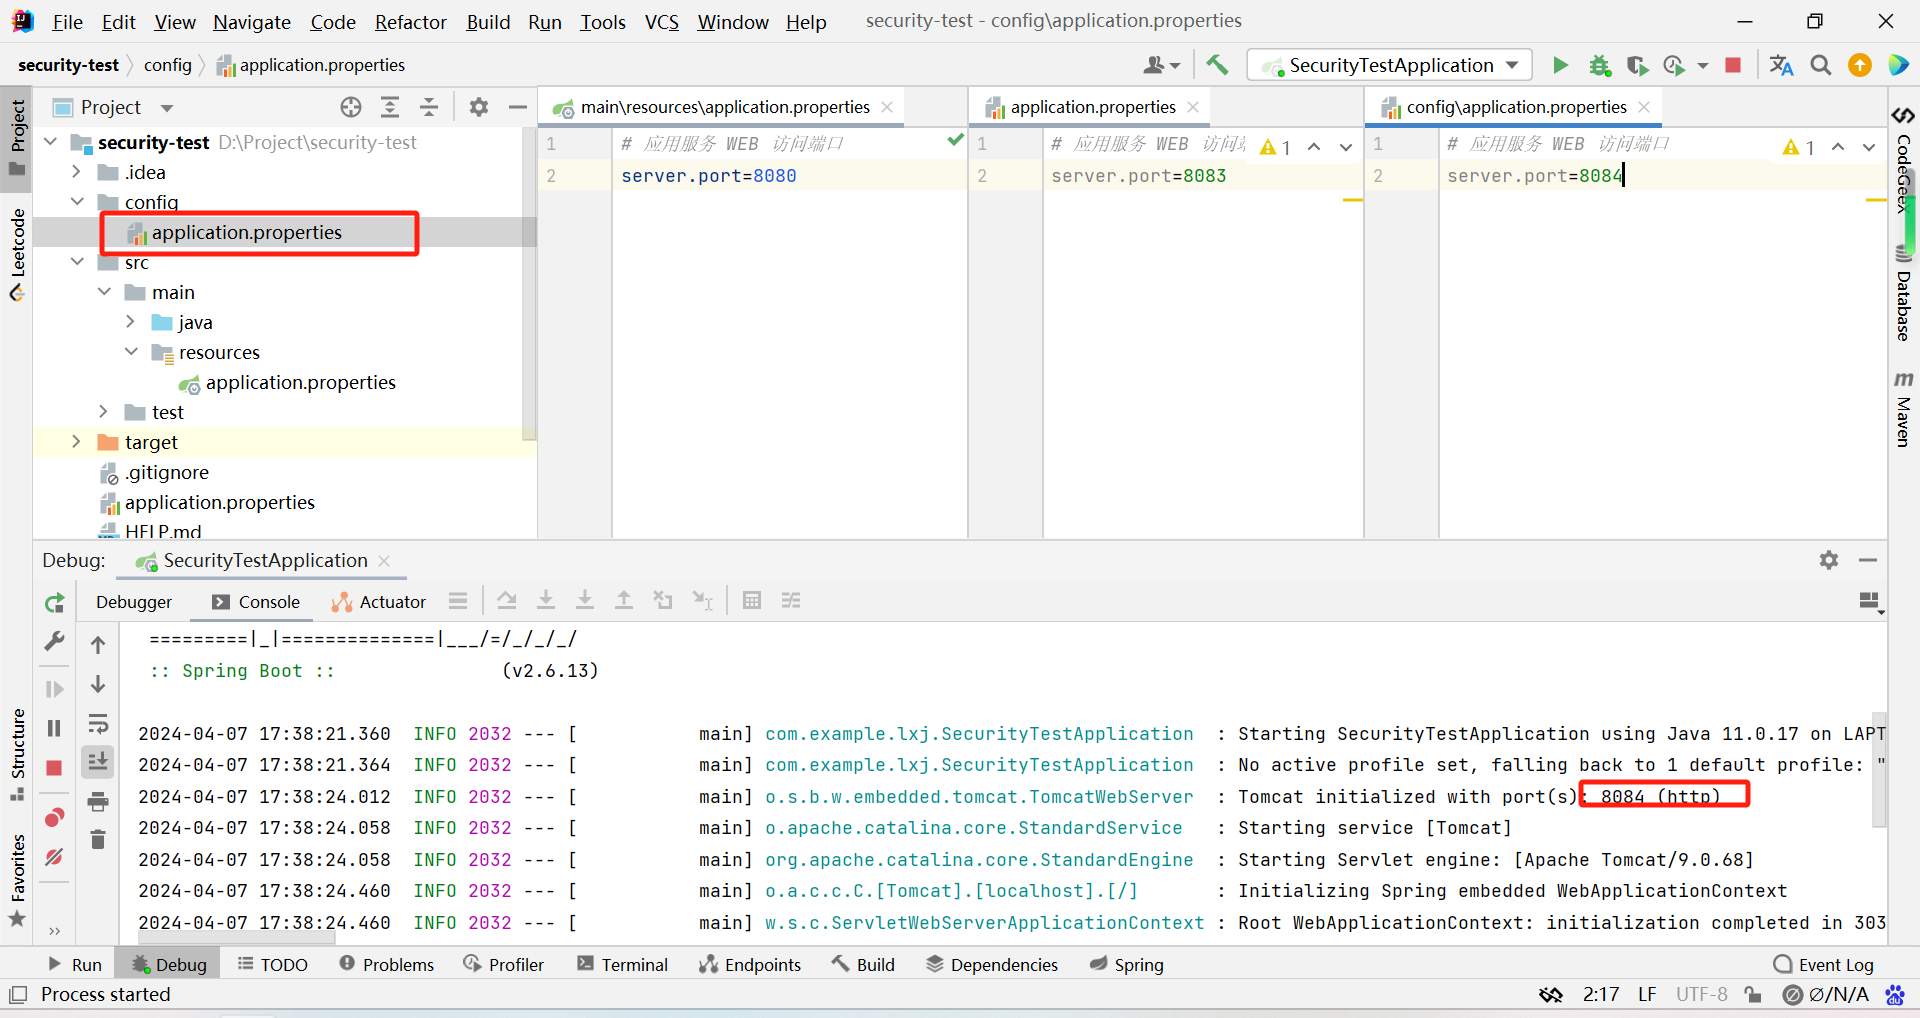 File Edit View Navigate Code Refactor Build Run Tools VCS Window Help security-test - config\application.properties
security-test config application.properties
SecurityTestApplication
Project
main\resources\application.properties
application.properties
config\application.properties
Project
Leetcode
Structure
Favorites
security-test D:\Project\security-test
.idea
config
application.properties
src
main
java
resources
application.properties
test
target
.gitignore
application.properties
HELP.md
1 # 应用服务 WEB 访问端口
2 server.port=8080
1 # 应用服务 WEB 访问端 1
2 server.port=8083
1 # 应用服务 WEB 访问端口 1
2 server.port=8084
CodeGeex
Database
m Maven
Debug: SecurityTestApplication
Debugger Console Actuator
=========|_|==============|___/=/_/_/_/
:: Spring Boot :: (v2.6.13)
2024-04-07 17:38:21.360 INFO 2032 --- [ main] com.example.lxj.SecurityTestApplication : Starting SecurityTestApplication using Java 11.0.17 on LAPT
2024-04-07 17:38:21.364 INFO 2032 --- [ main] com.example.lxj.SecurityTestApplication : No active profile set, falling back to 1 default profile: "
2024-04-07 17:38:24.012 INFO 2032 --- [ main] o.s.b.w.embedded.tomcat.TomcatWebServer : Tomcat initialized with port(s): 8084 (http)
2024-04-07 17:38:24.058 INFO 2032 --- [ main] o.apache.catalina.core.StandardService : Starting service [Tomcat]
2024-04-07 17:38:24.058 INFO 2032 --- [ main] org.apache.catalina.core.StandardEngine : Starting Servlet engine: [Apache Tomcat/9.0.68]
2024-04-07 17:38:24.460 INFO 2032 --- [ main] o.a.c.c.C.[Tomcat].[localhost].[/] : Initializing Spring embedded WebApplicationContext
2024-04-07 17:38:24.460 INFO 2032 --- [ main] w.s.c.ServletWebServerApplicationContext : Root WebApplicationContext: initialization completed in 303
Run Debug TODO Problems Profiler Terminal Endpoints Build Dependencies Spring Event Log
Process started 2:17 LF UTF-8 Ø/N/A